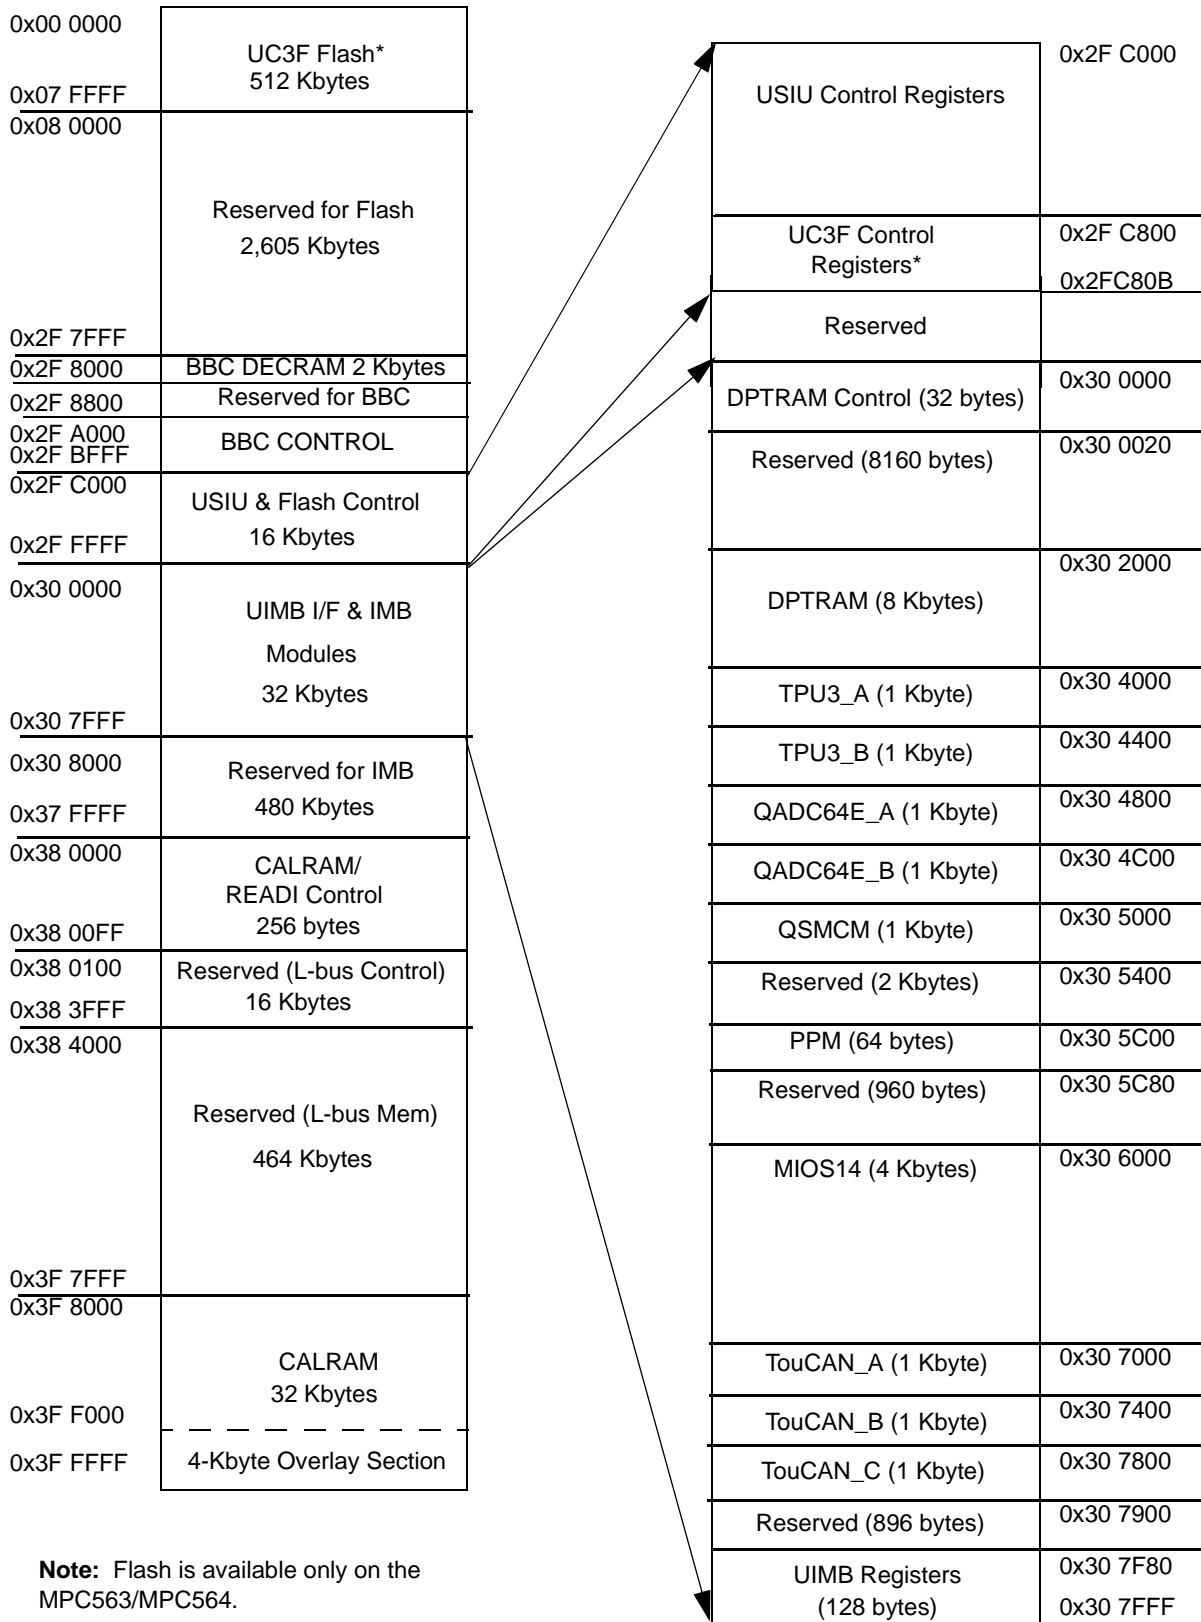 0x00 0000
UC3F Flash*
512 Kbytes
0x07 FFFF
0x08 0000
Reserved for Flash
2,605 Kbytes
0x2F 7FFF
0x2F 8000
BBC DECRAM 2 Kbytes
0x2F 8800
Reserved for BBC
0x2F A000
BBC CONTROL
0x2F BFFF
0x2F C000
USIU & Flash Control
16 Kbytes
0x2F FFFF
0x30 0000
UIMB I/F & IMB
Modules
32 Kbytes
0x30 7FFF
0x30 8000
Reserved for IMB
480 Kbytes
0x37 FFFF
0x38 0000
CALRAM/
READI Control
256 bytes
0x38 00FF
0x38 0100
Reserved (L-bus Control)
16 Kbytes
0x38 3FFF
0x38 4000
Reserved (L-bus Mem)
464 Kbytes
0x3F 7FFF
0x3F 8000
CALRAM
32 Kbytes
0x3F F000
4-Kbyte Overlay Section
0x3F FFFF
Note: Flash is available only on the
MPC563/MPC564.
0x2F C000
USIU Control Registers
UC3F Control
Registers*
0x2F C800
0x2FC80B
Reserved
DPTRAM Control (32 bytes)
0x30 0000
Reserved (8160 bytes)
0x30 0020
DPTRAM (8 Kbytes)
0x30 2000
TPU3_A (1 Kbyte)
0x30 4000
TPU3_B (1 Kbyte)
0x30 4400
QADC64E_A (1 Kbyte)
0x30 4800
QADC64E_B (1 Kbyte)
0x30 4C00
QSMCM (1 Kbyte)
0x30 5000
Reserved (2 Kbytes)
0x30 5400
PPM (64 bytes)
0x30 5C00
Reserved (960 bytes)
0x30 5C80
MIOS14 (4 Kbytes)
0x30 6000
TouCAN_A (1 Kbyte)
0x30 7000
TouCAN_B (1 Kbyte)
0x30 7400
TouCAN_C (1 Kbyte)
0x30 7800
Reserved (896 bytes)
0x30 7900
UIMB Registers
(128 bytes)
0x30 7F80
0x30 7FFF